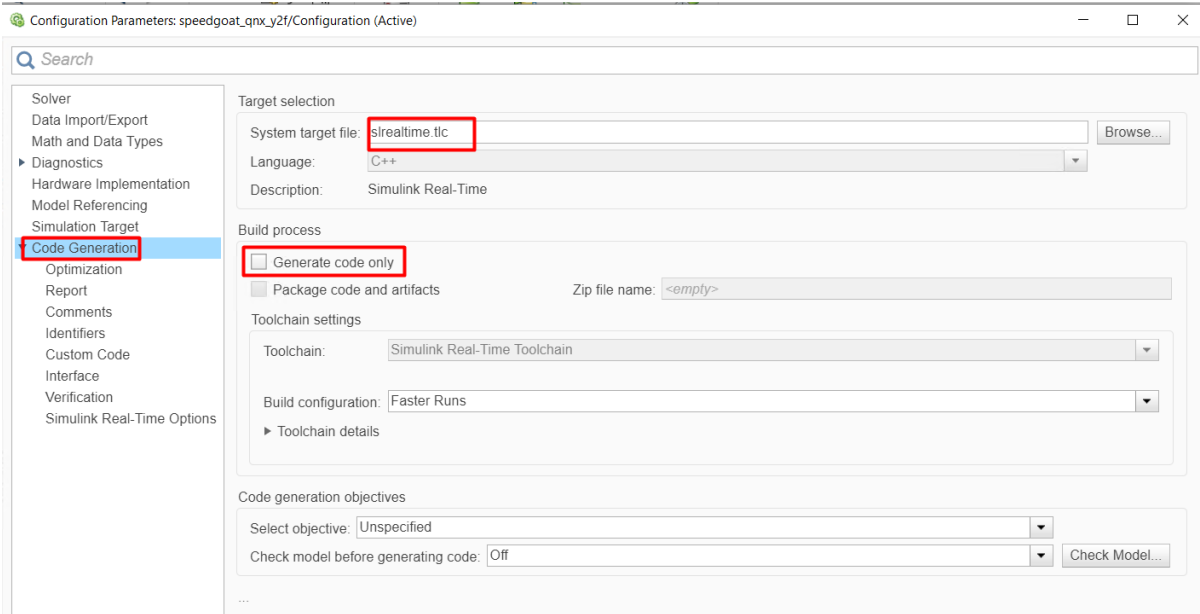 Configuration Parameters: speedgoat_qnx_y2f/Configuration (Active)
Search
Solver
Data Import/Export
Math and Data Types
Diagnostics
Hardware Implementation
Model Referencing
Simulation Target
Code Generation
Optimization
Report
Comments
Identifiers
Custom Code
Interface
Verification
Simulink Real-Time Options
Target selection
System target file: slrealtime.tlc Browse...
Language: C++
Description: Simulink Real-Time
Build process
Generate code only
Package code and artifacts Zip file name: <empty>
Toolchain settings
Toolchain: Simulink Real-Time Toolchain
Build configuration: Faster Runs
Toolchain details
Code generation objectives
Select objective: Unspecified
Check model before generating code: Off Check Model...
...